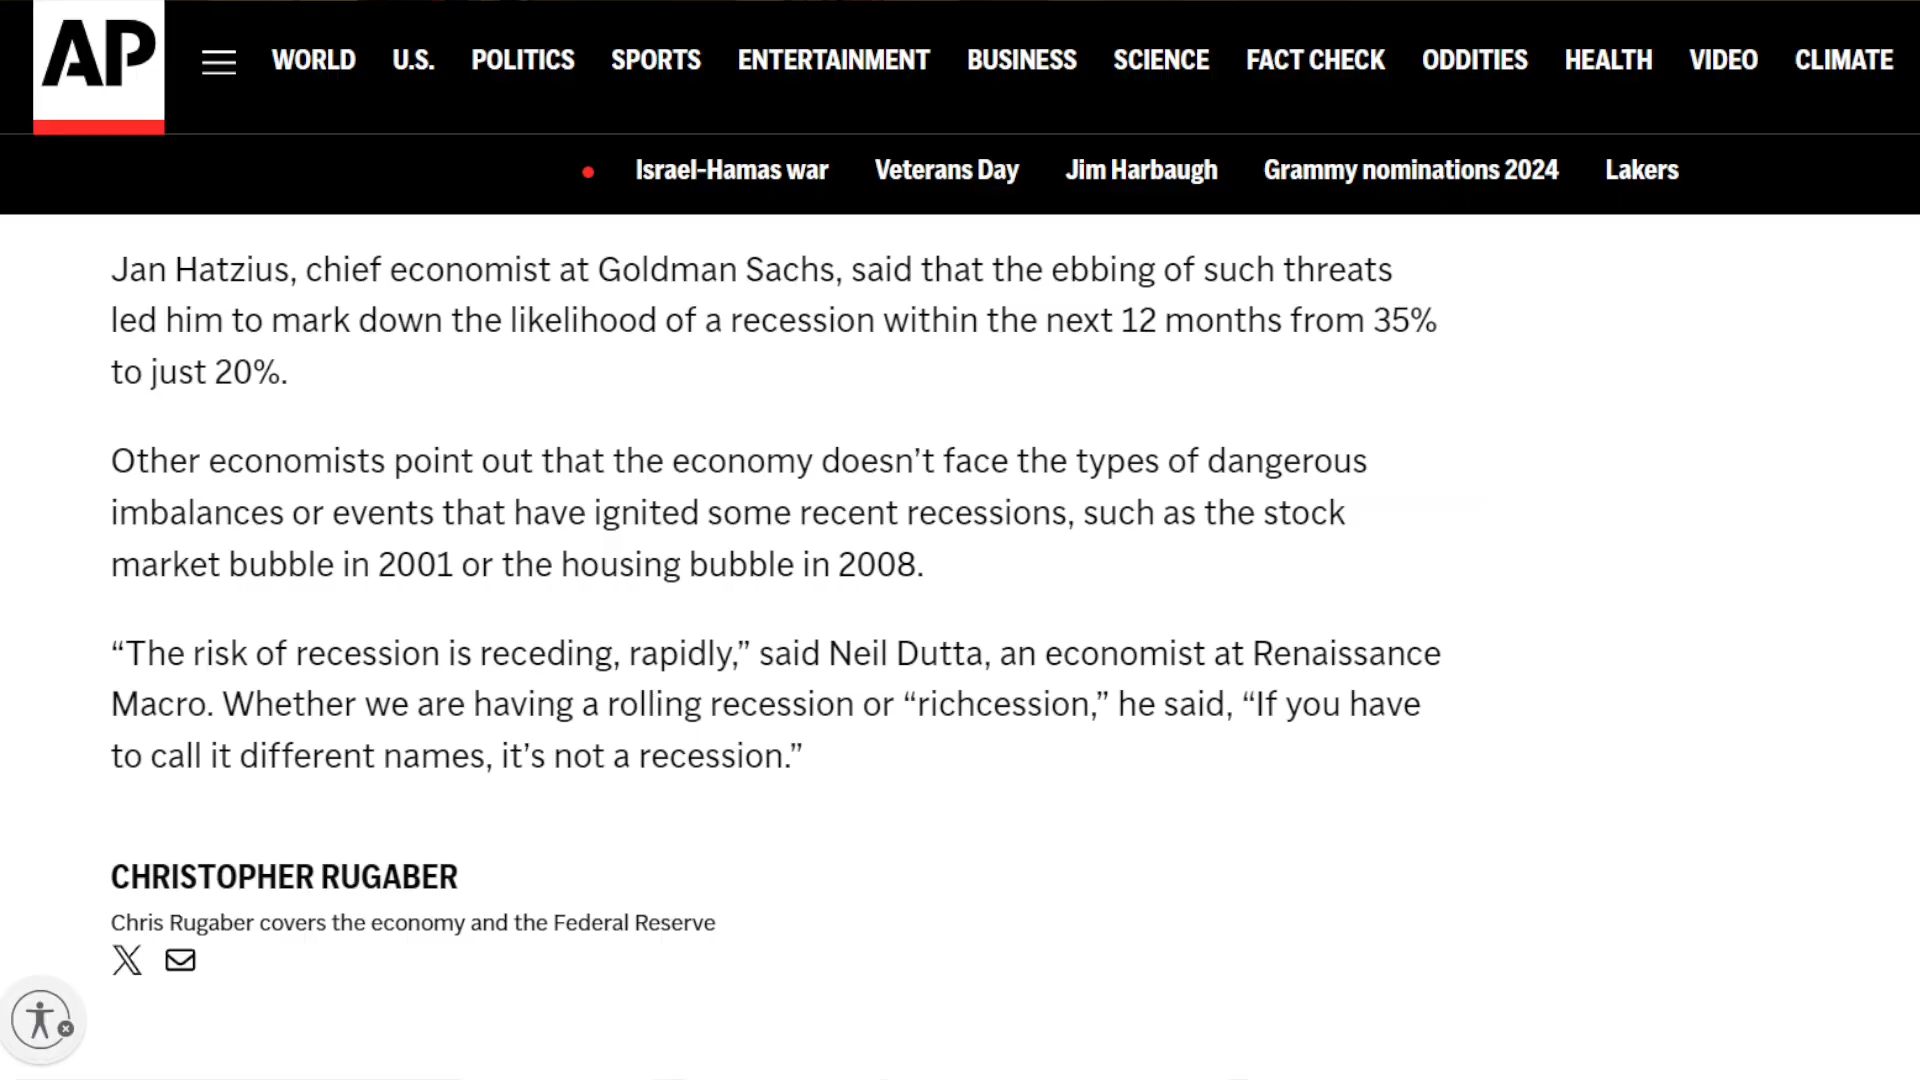 AP
WORLD U.S. POLITICS SPORTS ENTERTAINMENT BUSINESS SCIENCE FACT CHECK ODDITIES HEALTH VIDEO CLIMATE
Israel-Hamas war Veterans Day Jim Harbaugh Grammy nominations 2024 Lakers
Jan Hatzius, chief economist at Goldman Sachs, said that the ebbing of such threats
led him to mark down the likelihood of a recession within the next 12 months from 35%
to just 20%.
Other economists point out that the economy doesn’t face the types of dangerous
imbalances or events that have ignited some recent recessions, such as the stock
market bubble in 2001 or the housing bubble in 2008.
“The risk of recession is receding, rapidly,” said Neil Dutta, an economist at Renaissance
Macro. Whether we are having a rolling recession or “richcession,” he said, “If you have
to call it different names, it’s not a recession.”
CHRISTOPHER RUGABER
Chris Rugaber covers the economy and the Federal Reserve